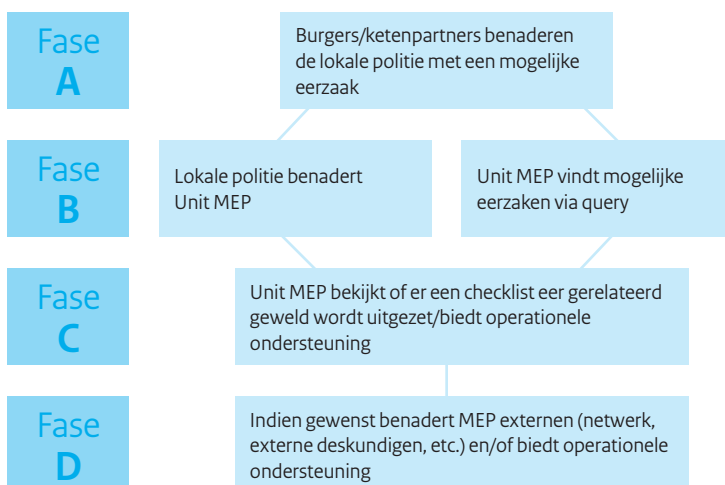 Fase
A
Burgers/ketenpartners benaderen
de lokale politie met een mogelijke
eerzaak
Fase
B
Lokale politie benadert
Unit MEP
Unit MEP vindt mogelijke
eerzaken via query
Fase
C
Unit MEP bekijkt of er een checklist eer gerelateerd
geweld wordt uitgezet/biedt operationele
ondersteuning
Fase
D
Indien gewenst benadert MEP externen (netwerk,
externe deskundigen, etc.) en/of biedt operationele
ondersteuning